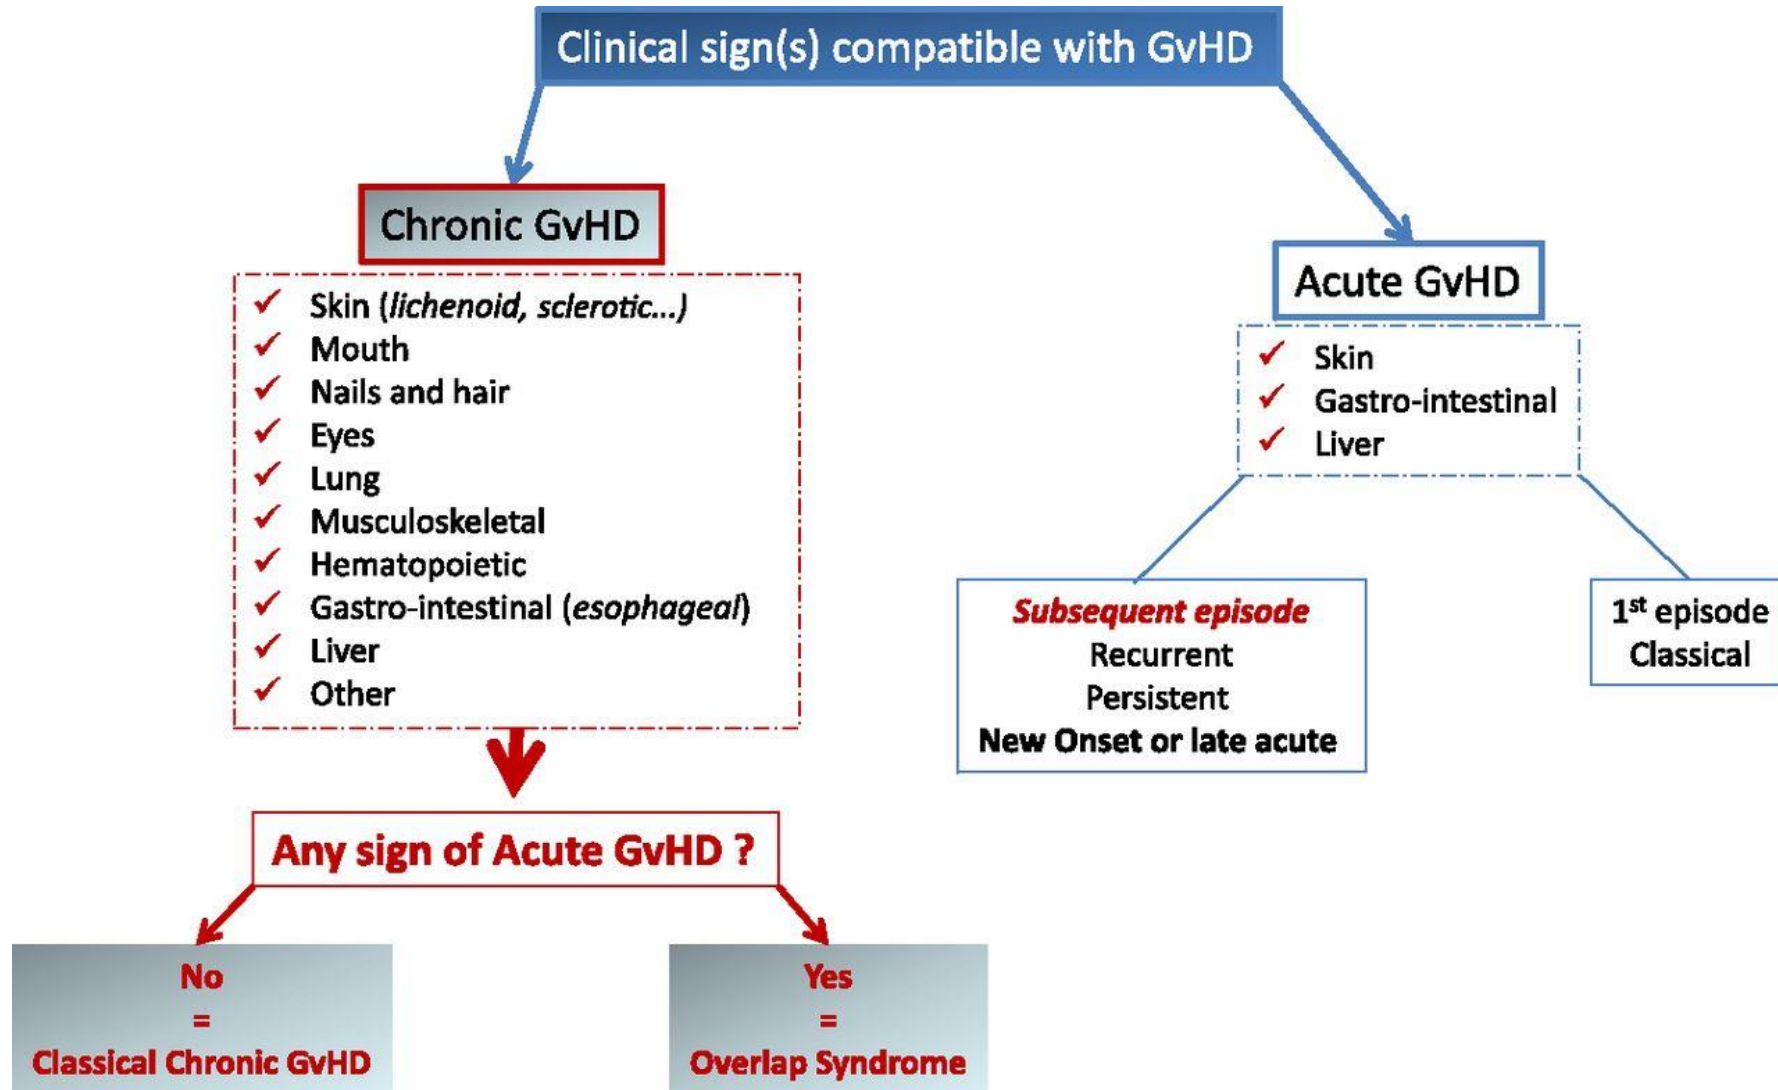 Clinical sign(s) compatible with GvHD
Chronic GvHD
Skin (lichenoid, sclerotic...)
Mouth
Nails and hair
Eyes
Lung
Musculoskeletal
Hematopoietic
Gastro-intestinal (esophageal)
Liver
Other
Any sign of Acute GvHD ?
No
=
Classical Chronic GvHD
Yes
=
Overlap Syndrome
Acute GvHD
Skin
Gastro-intestinal
Liver
Subsequent episode
Recurrent
Persistent
New Onset or late acute
1st episode
Classical